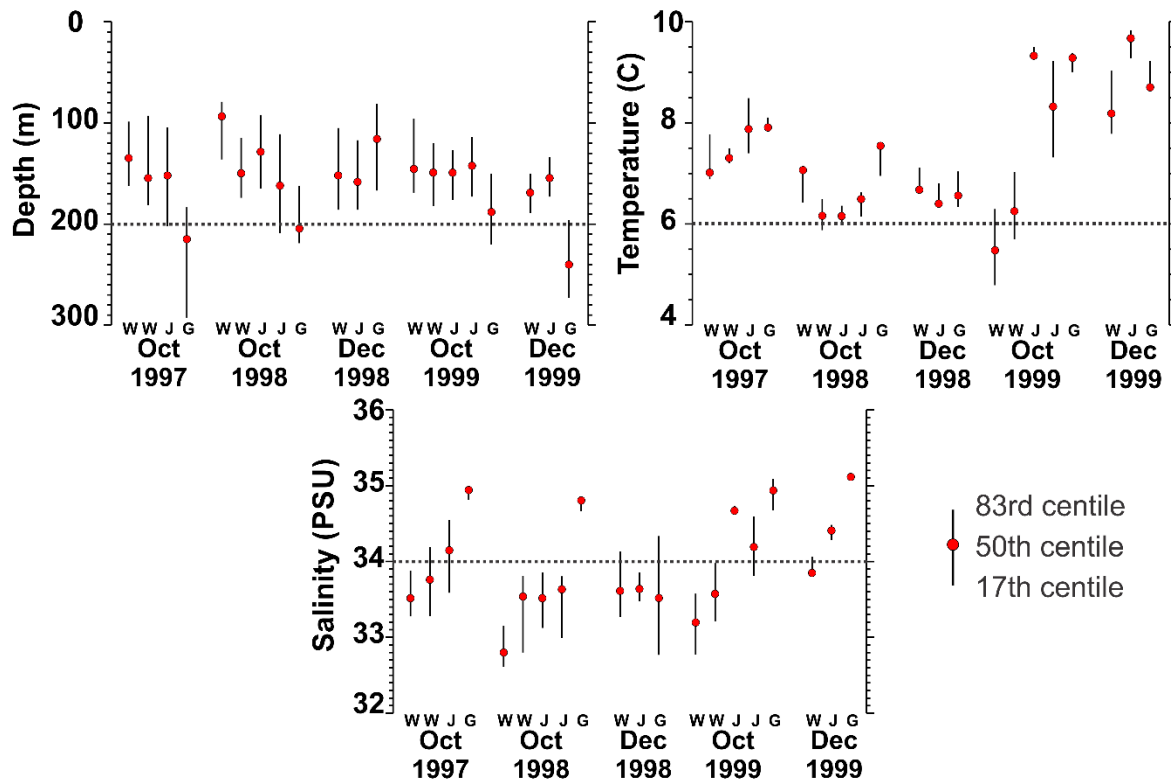 Depth (m)
0
100
200
300
W W J G W W J J G W J G W W J J G W J G
Oct Oct Dec Oct Dec
1997 1998 1998 1999 1999
Temperature (C)
10
8
6
4
W W J G W W J J G W J G W W J J G W J G
Oct Oct Dec Oct Dec
1997 1998 1998 1999 1999
Salinity (PSU)
36
35
34
33
32
W W J G W W J J G W J G W W J J G W J G
Oct Oct Dec Oct Dec
1997 1998 1998 1999 1999
83rd centile
50th centile
17th centile